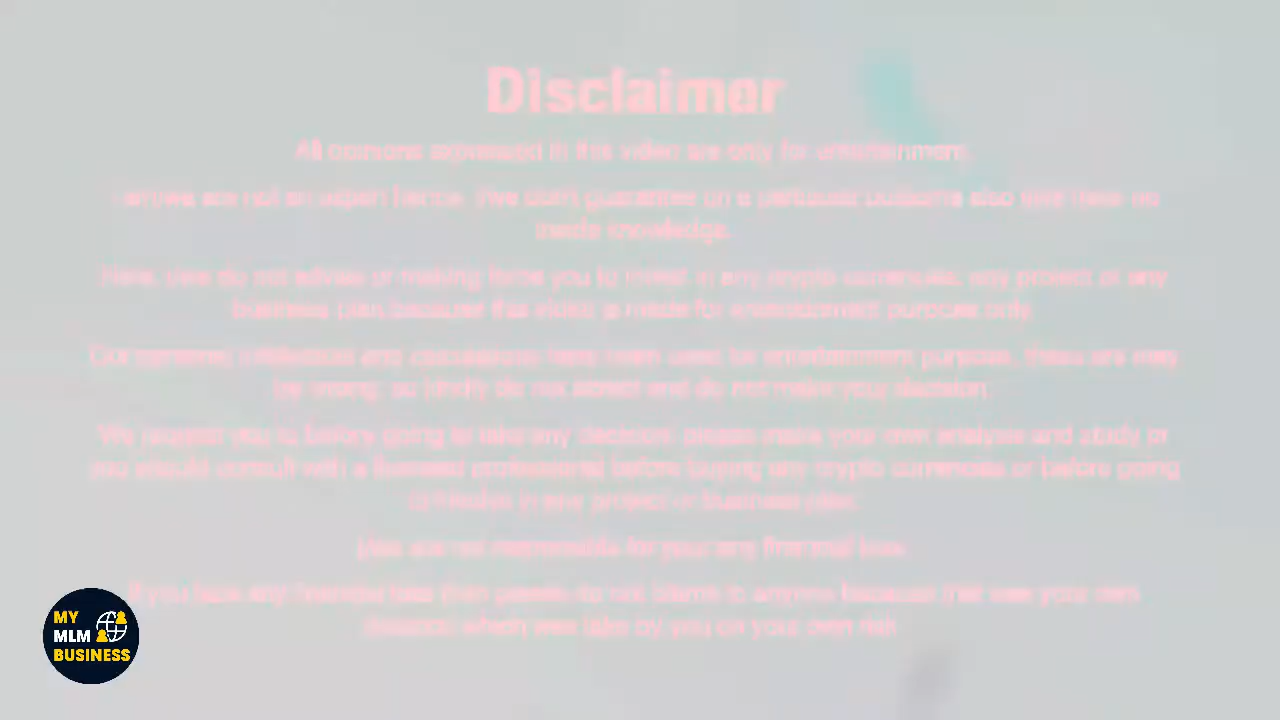 Disclaimer
All opinions expressed in this video are only for entertainment.
are not an expert hence, I/we don't guarantee on a particular business also I/we have no
inside knowledge.
Here, I/we do not advise or making force you to invest in any crypto currencies, any project or any
business plan because this video is made for entertainment purpose only.
Our opinions, and calculations have been used for entertainment purpose, these are may
be wrong, so kindly do not attract and do not make your decision.
We request you to before going to take any decision, please make your own analysis and study or
you should consult with a licensed professional before buying any crypto currencies or before going
to involve in any project or business plan.
I/We are not responsible for your any financial loss.
If you face any financial loss then please do not blame to anyone because this was your own
decision which was take by you on your own risk
MY
MLM
BUSINESS